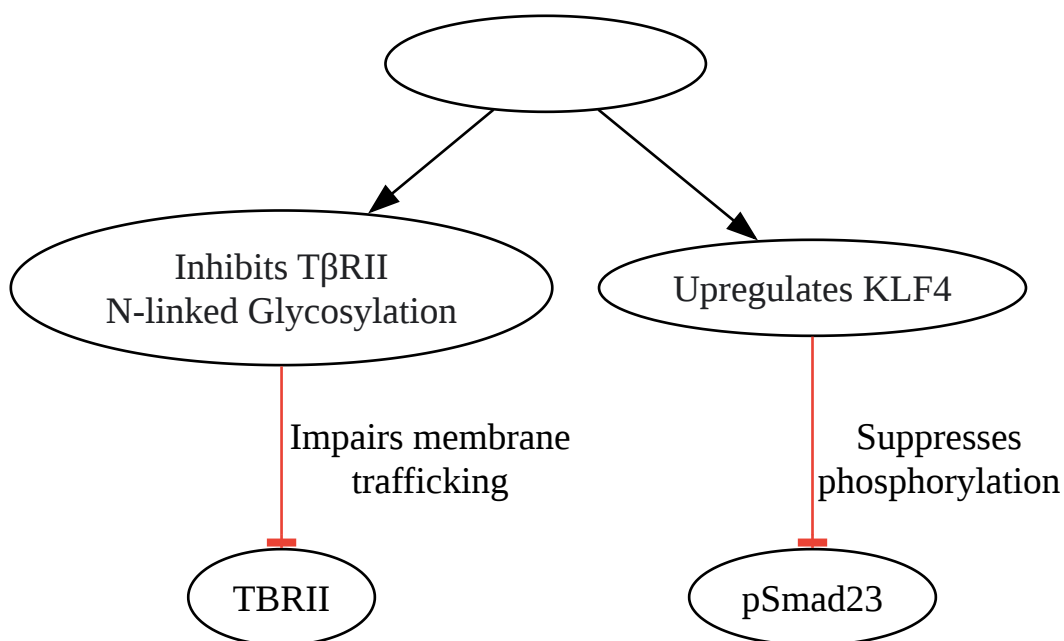 Inhibits TβRII
N-linked Glycosylation
Upregulates KLF4
Impairs membrane
trafficking
Suppresses
phosphorylation
TBRII
pSmad23